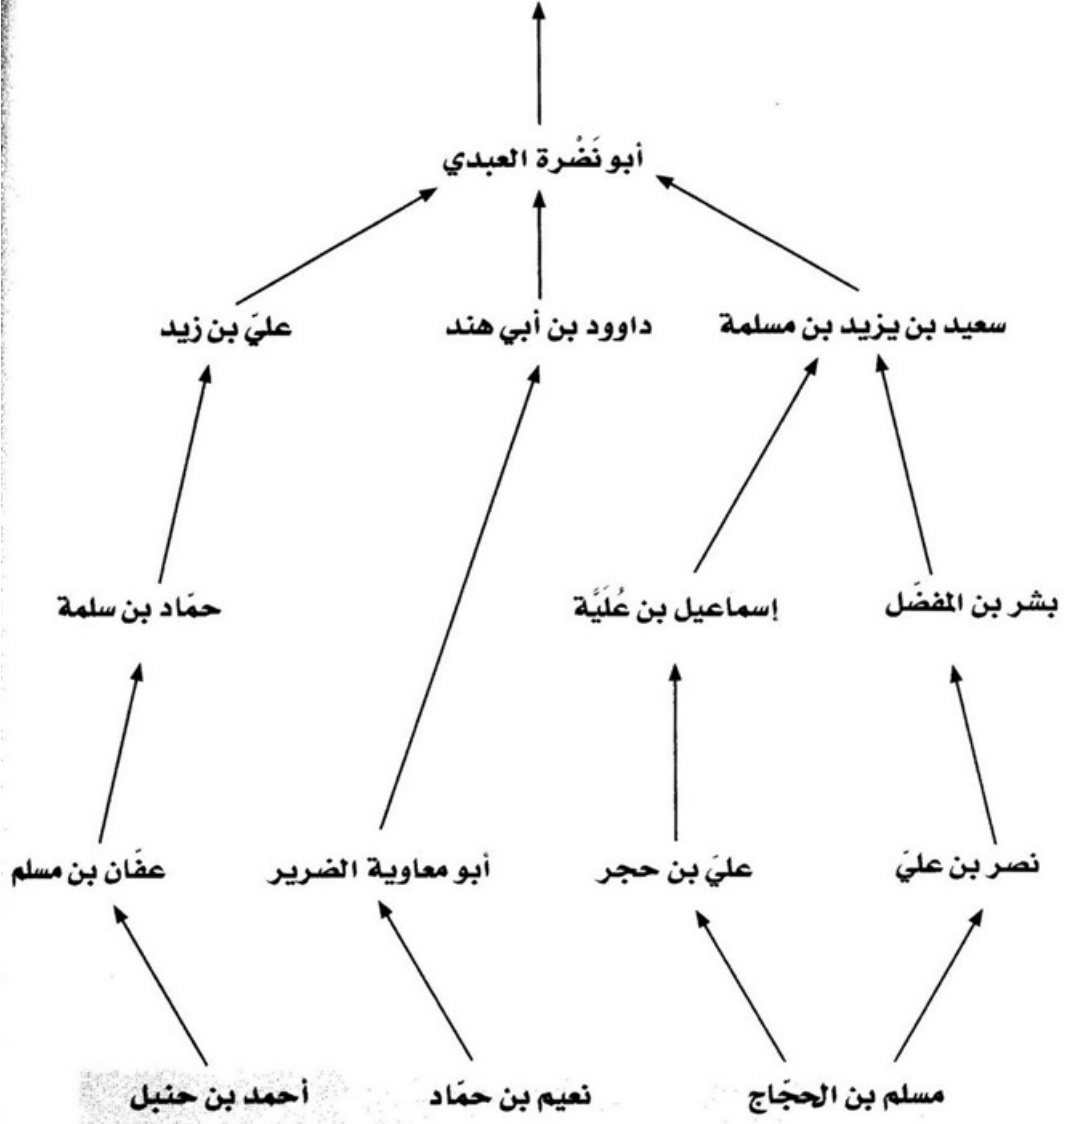 أبو نَضْرة العبدي
سعيد بن يزيد بن مسلمة داوود بن أبي هند عليّ بن زيد
بشر بن المفضّل إسماعيل بن عُلَيَّة حمّاد بن سلمة
نصر بن عليّ عليّ بن حجر أبو معاوية الضرير عفّان بن مسلم
مسلم بن الحجّاج نعيم بن حمّاد أحمد بن حنبل